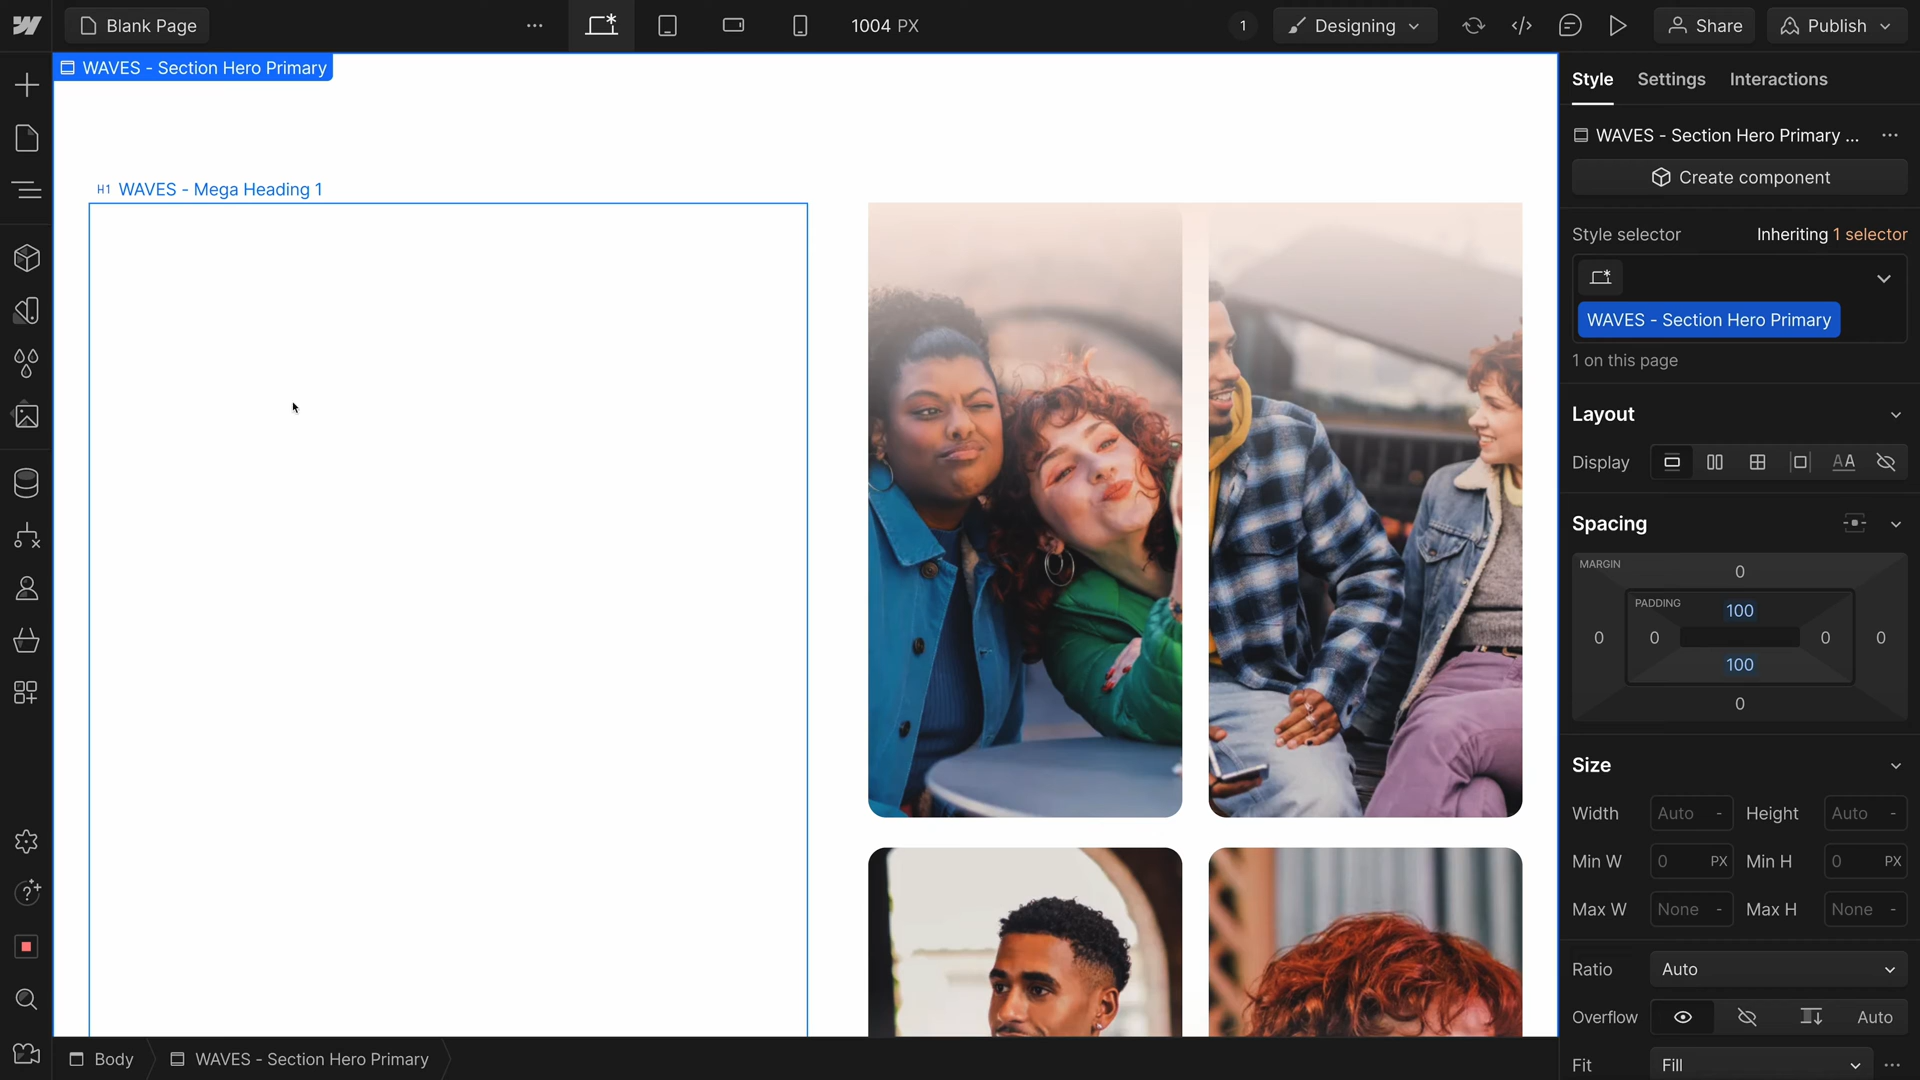 Blank Page
1004 PX
1
Designing
Share
Publish
WAVES - Section Hero Primary
H1 WAVES - Mega Heading 1
Style Settings Interactions
WAVES - Section Hero Primary ...
Create component
Style selector Inheriting 1 selector
WAVES - Section Hero Primary
1 on this page
Layout
Display
AA
Spacing
MARGIN
0
PADDING
100
0 0 0 0
100
0
Size
Width Auto - Height Auto -
Min W 0 PX Min H 0 PX
Max W None - Max H None -
Ratio Auto
Overflow Auto
Fit Fill
Body WAVES - Section Hero Primary